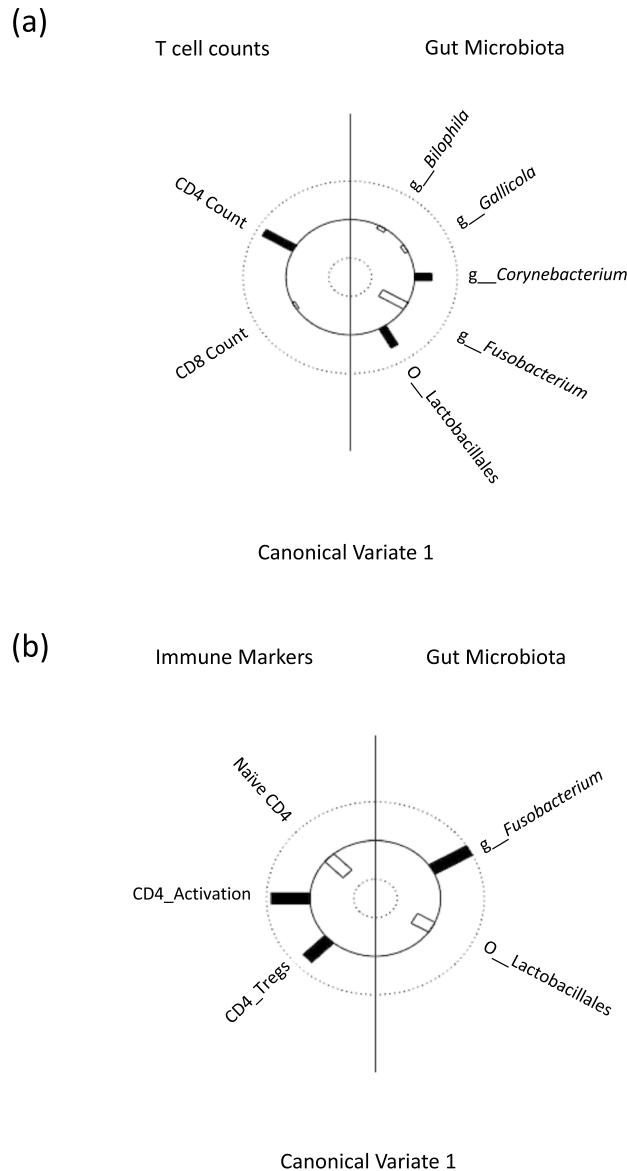 (a)
T cell counts
Gut Microbiota
g__Bilophila
g__Gallicola
CD4 Count
g__Corynebacterium
CD8 Count
g__Fusobacterium
O__Lactobacillales
Canonical Variate 1
(b)
Immune Markers
Gut Microbiota
Naïve CD4
g__Fusobacterium
CD4_Activation
CD4_Tregs
O__Lactobacillales
Canonical Variate 1